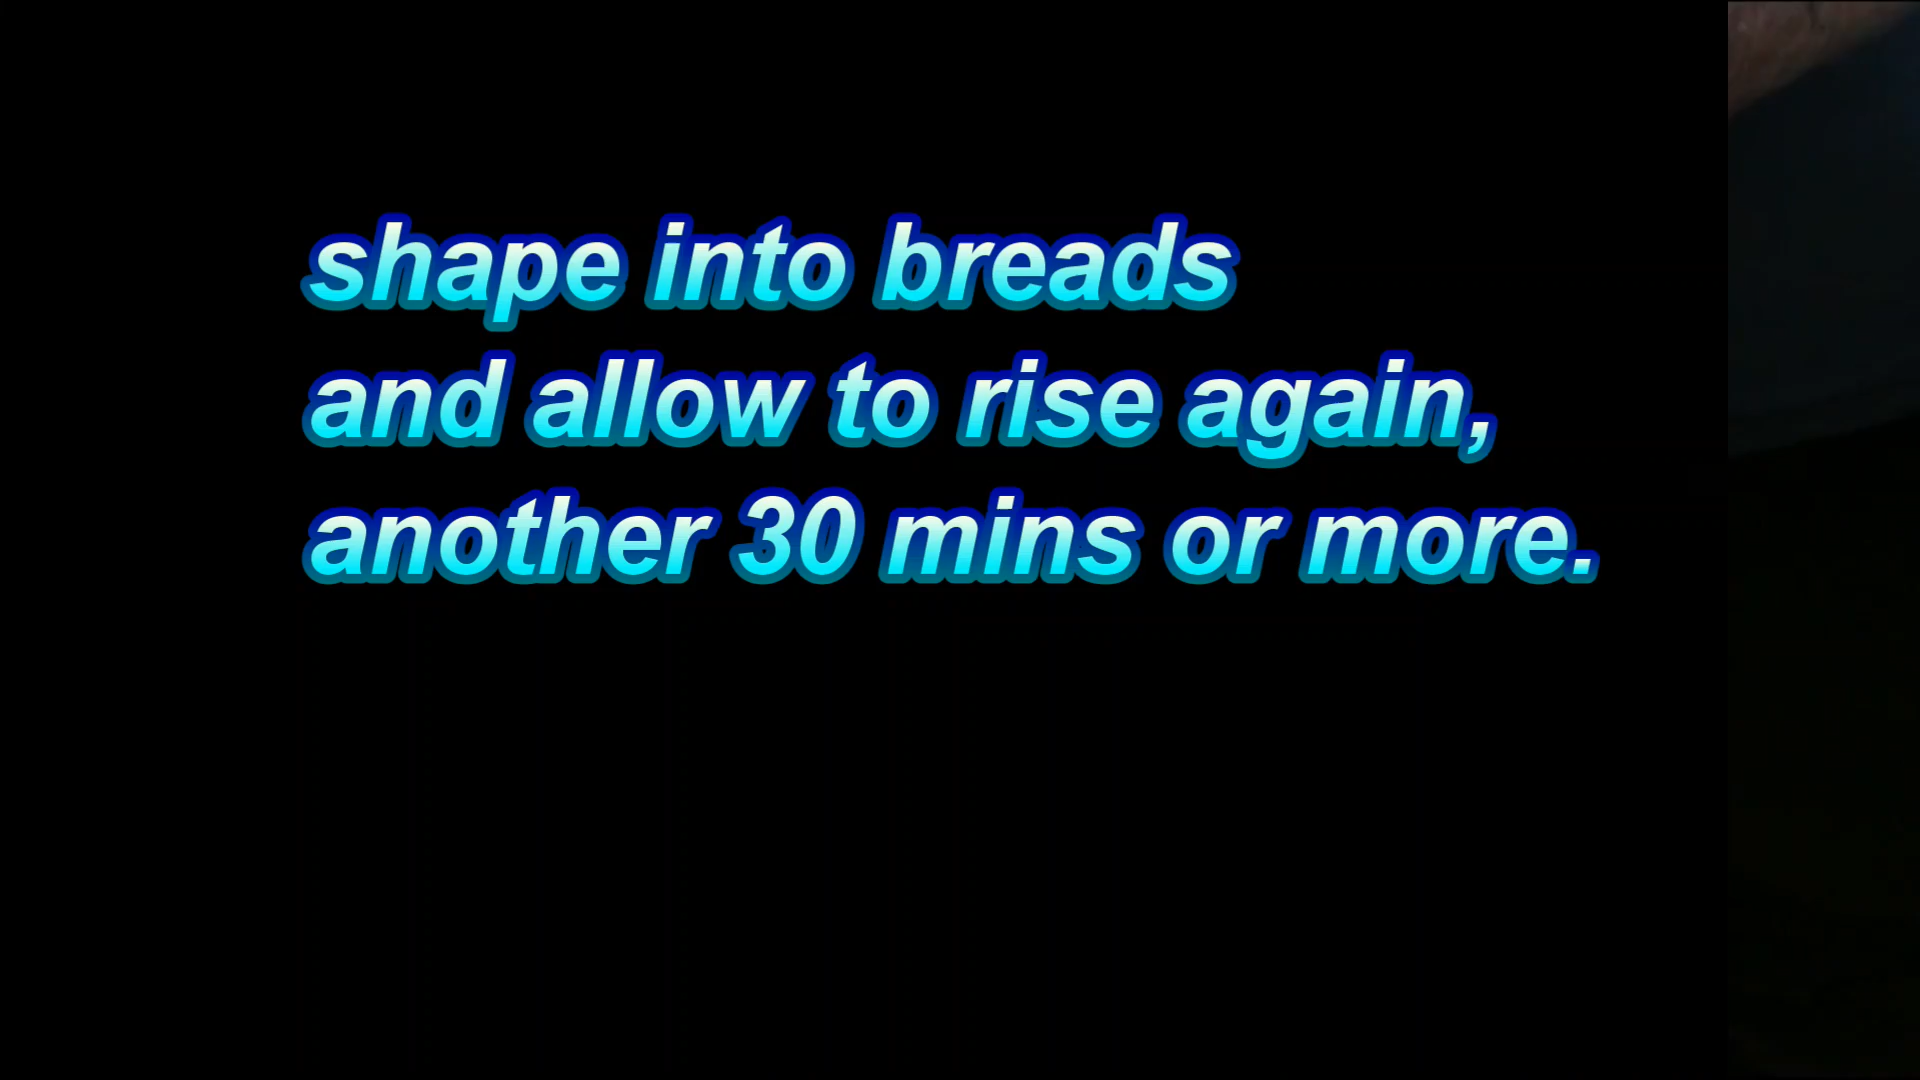 shape into breads
and allow to rise again,
another 30 mins or more.